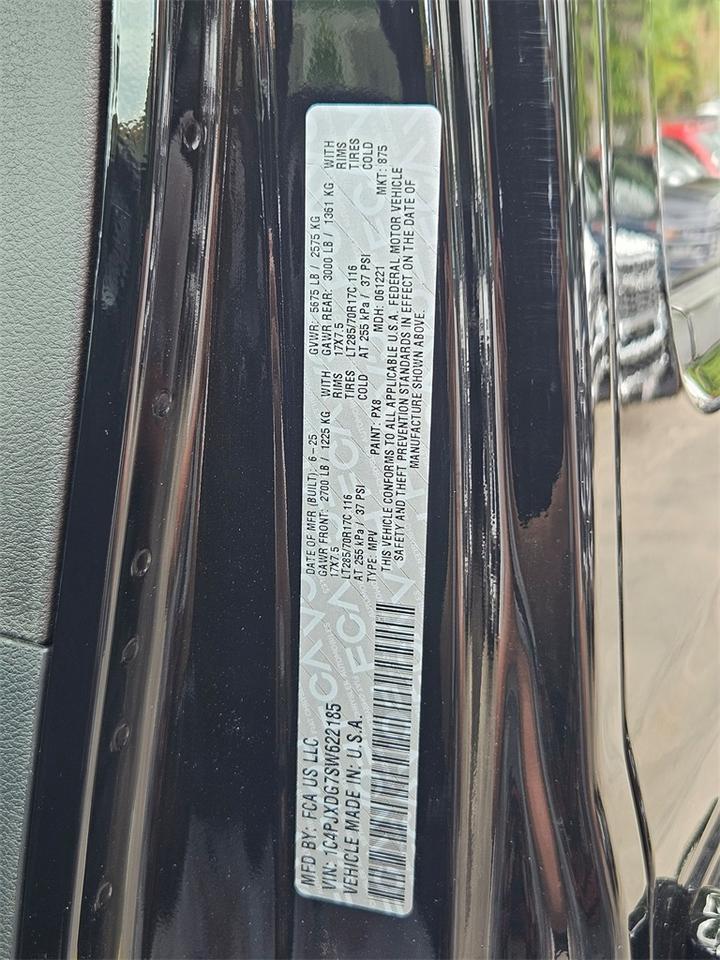 MFD BY: FCA US LLC
VIN: 1C4PJXDG7SW622185
VEHICLE MADE IN: U.S.A.
DATE OF MFR (BUILT): 6-25 GVWR: 5675 LB / 2575 KG
GAWR FRONT: 2700 LB / 1225 KG WITH GAWR REAR: 3000 LB / 1361 KG WITH
17X7.5 RIMS 17X7.5 RIMS
LT285/70R17C 116 TIRES LT285/70R17C 116 TIRES
AT 255 kPa / 37 PSI COLD AT 255 kPa / 37 PSI COLD
TYPE: MPV PAINT: PX8 MDH: 061221 MKT: 875
THIS VEHICLE CONFORMS TO ALL APPLICABLE U.S.A. FEDERAL MOTOR VEHICLE
SAFETY AND THEFT PREVENTION STANDARDS IN EFFECT ON THE DATE OF
MANUFACTURE SHOWN ABOVE.
FCA